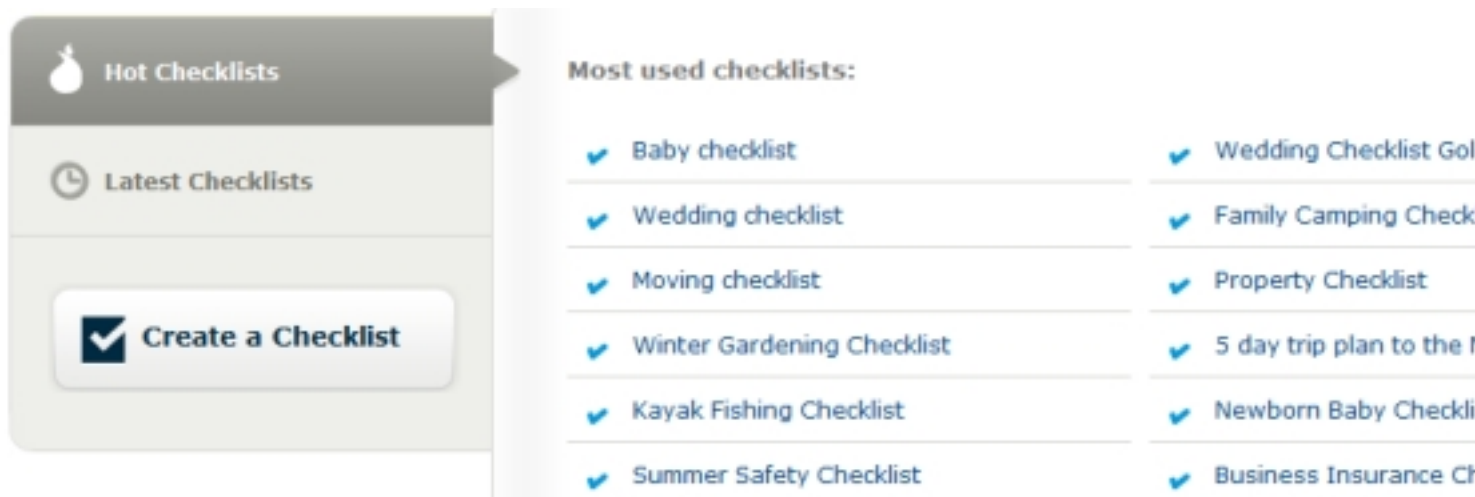 Hot Checklists
Latest Checklists
Create a Checklist
Most used checklists:
Baby checklist
Wedding checklist
Moving checklist
Winter Gardening Checklist
Kayak Fishing Checklist
Summer Safety Checklist
Wedding Checklist
Family Camping
Property Checklist
5 day trip plan to the
Newborn Baby
Business Insurance